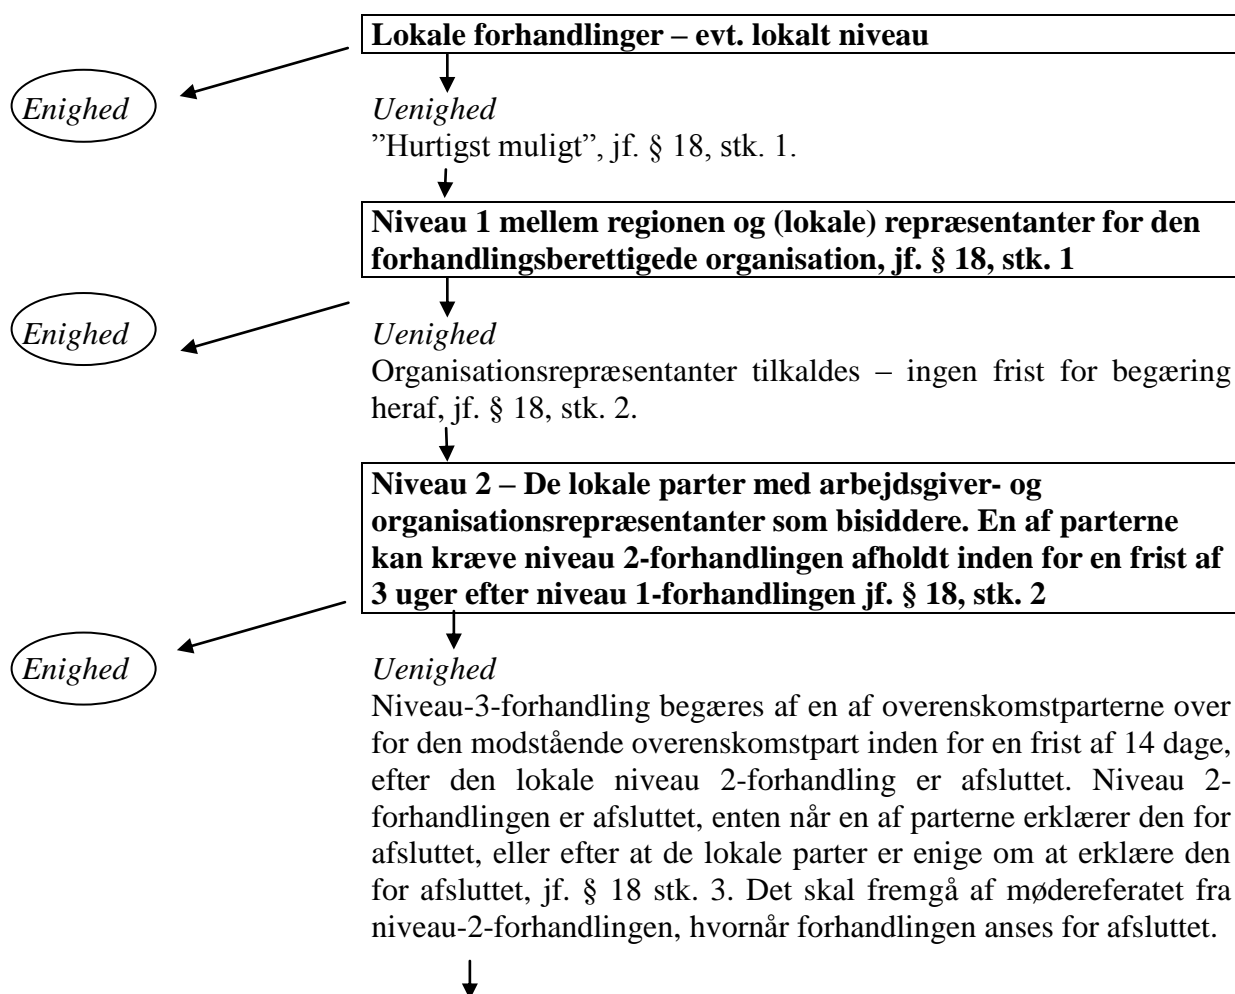 Lokale forhandlinger – evt. lokalt niveau
Enighed
Uenighed
”Hurtigst muligt”, jf. § 18, stk. 1.
Niveau 1 mellem regionen og (lokale) repræsentanter for den
forhandlingsberettigede organisation, jf. § 18, stk. 1
Enighed
Uenighed
Organisationsrepræsentanter tilkaldes – ingen frist for begæring
heraf, jf. § 18, stk. 2.
Niveau 2 – De lokale parter med arbejdsgiver- og
organisationsrepræsentanter som bisiddere. En af parterne
kan kræve niveau 2-forhandlingen afholdt inden for en frist af
3 uger efter niveau 1-forhandlingen jf. § 18, stk. 2
Enighed
Uenighed
Niveau-3-forhandling begæres af en af overenskomstparterne over
for den modstående overenskomstpart inden for en frist af 14 dage,
efter den lokale niveau 2-forhandling er afsluttet. Niveau 2-
forhandlingen er afsluttet, enten når en af parterne erklærer den for
afsluttet, eller efter at de lokale parter er enige om at erklære den
for afsluttet, jf. § 18 stk. 3. Det skal fremgå af mødereferatet fra
niveau-2-forhandlingen, hvornår forhandlingen anses for afsluttet.